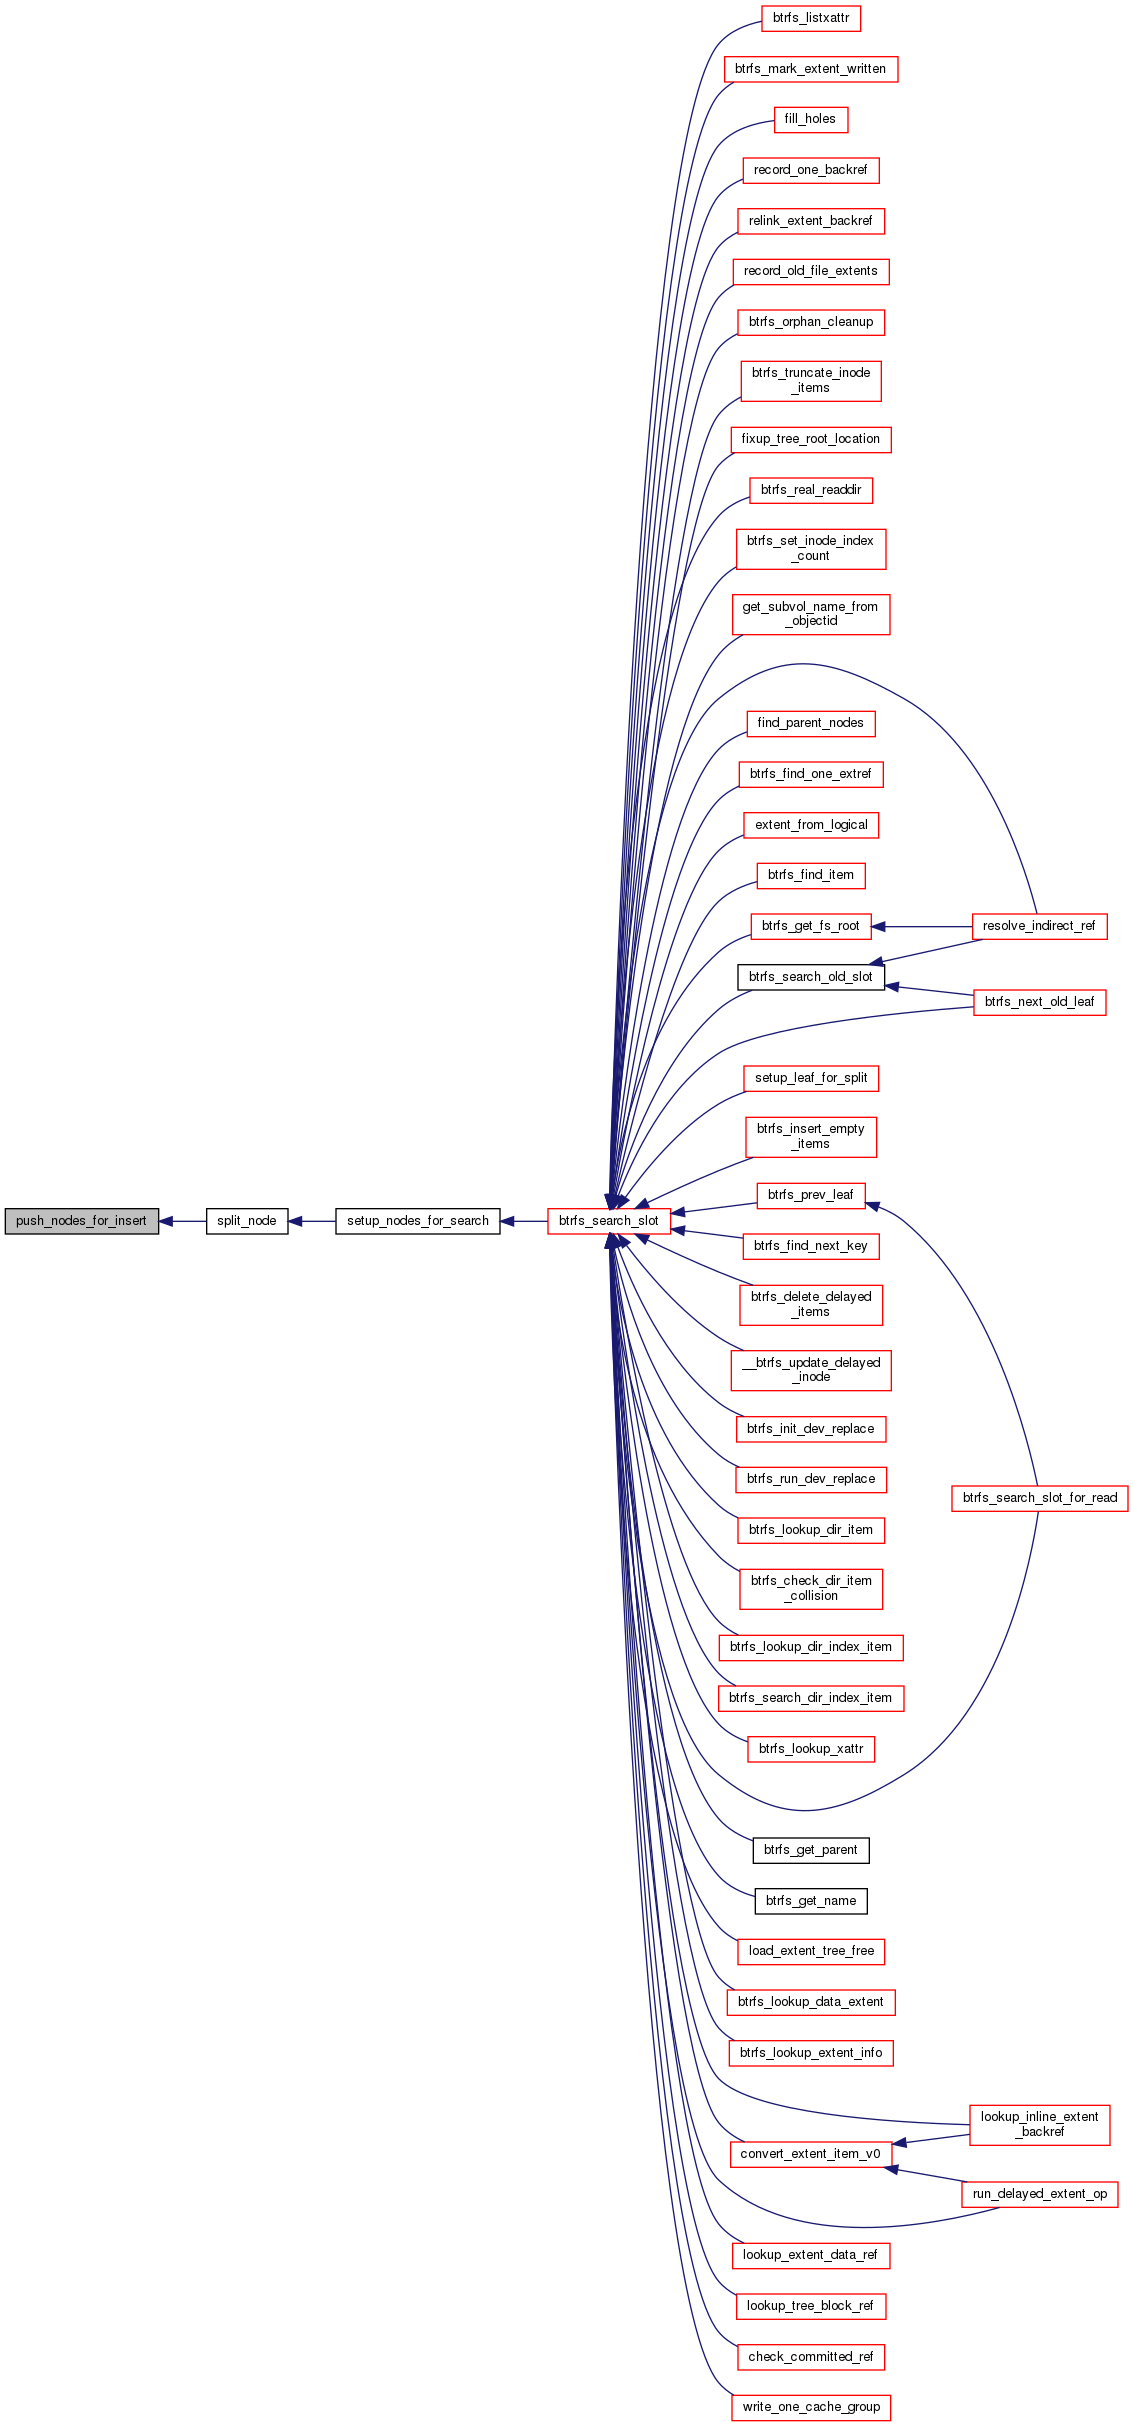 btrfs_listxattr
btrfs_mark_extent_written
fill_holes
record_one_backref
relink_extent_backref
record_old_file_extents
btrfs_orphan_cleanup
btrfs_truncate_inode
_items
fixup_tree_root_location
btrfs_real_readdir
btrfs_set_inode_index
_count
get_subvol_name_from
_objectid
find_parent_nodes
btrfs_find_one_extref
extent_from_logical
btrfs_find_item
btrfs_get_fs_root
resolve_indirect_ref
btrfs_search_old_slot
btrfs_next_old_leaf
setup_leaf_for_split
btrfs_insert_empty
_items
btrfs_prev_leaf
push_nodes_for_insert
split_node
setup_nodes_for_search
btrfs_search_slot
btrfs_find_next_key
btrfs_delete_delayed
_items
__btrfs_update_delayed
_inode
btrfs_init_dev_replace
btrfs_run_dev_replace
btrfs_search_slot_for_read
btrfs_lookup_dir_item
btrfs_check_dir_item
_collision
btrfs_lookup_dir_index_item
btrfs_search_dir_index_item
btrfs_lookup_xattr
btrfs_get_parent
btrfs_get_name
load_extent_tree_free
btrfs_lookup_data_extent
btrfs_lookup_extent_info
lookup_inline_extent
_backref
convert_extent_item_v0
run_delayed_extent_op
lookup_extent_data_ref
lookup_tree_block_ref
check_committed_ref
write_one_cache_group